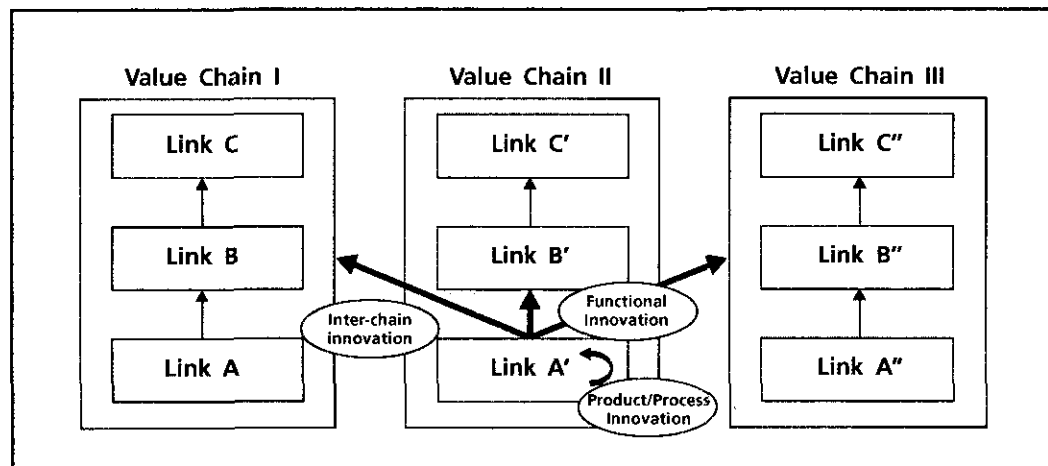 Value Chain I
Value Chain II
Value Chain III
Link C
Link C′
Link C″
Link B
Link B′
Link B″
Inter-chain
innovation
Functional
Innovation
Link A
Link A′
Link A″
Product/Process
Innovation